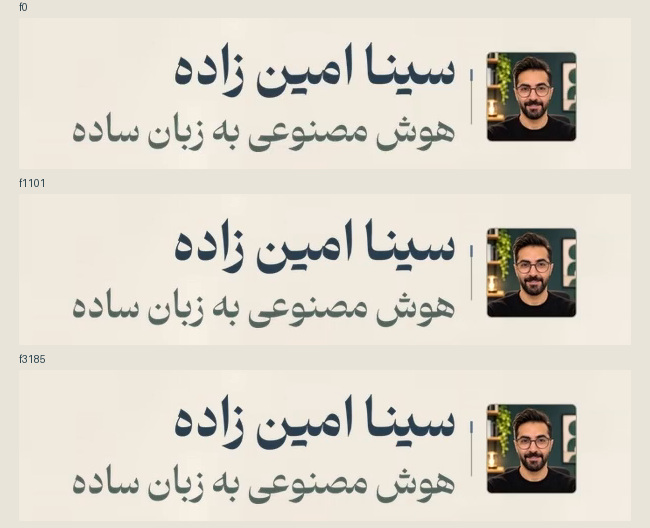 f0
سینا امین زاده
هوش مصنوعی به زبان ساده
f1101
سینا امین زاده
هوش مصنوعی به زبان ساده
f3185
سینا امین زاده
هوش مصنوعی به زبان ساده